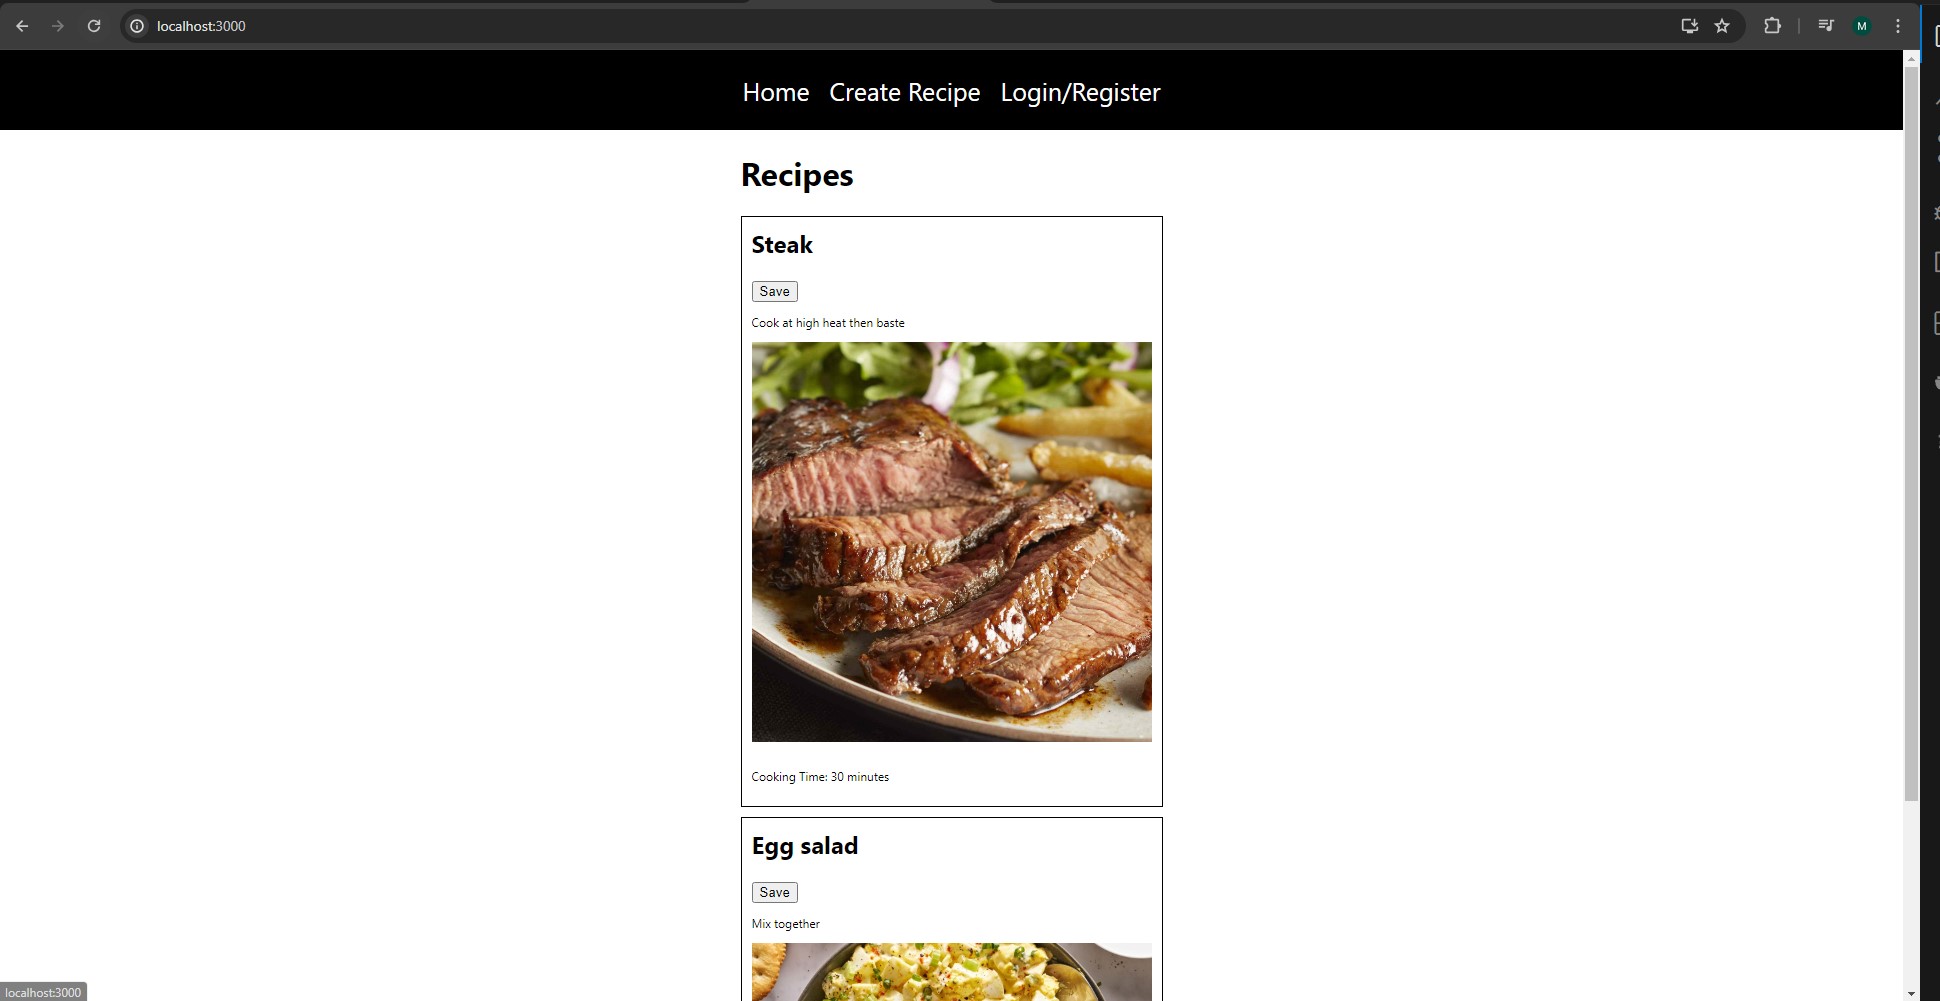 localhost:3000
M
Home Create Recipe Login/Register
Recipes
Steak
Save
Cook at high heat then baste
Cooking Time: 30 minutes
Egg salad
Save
Mix together
localhost:3000